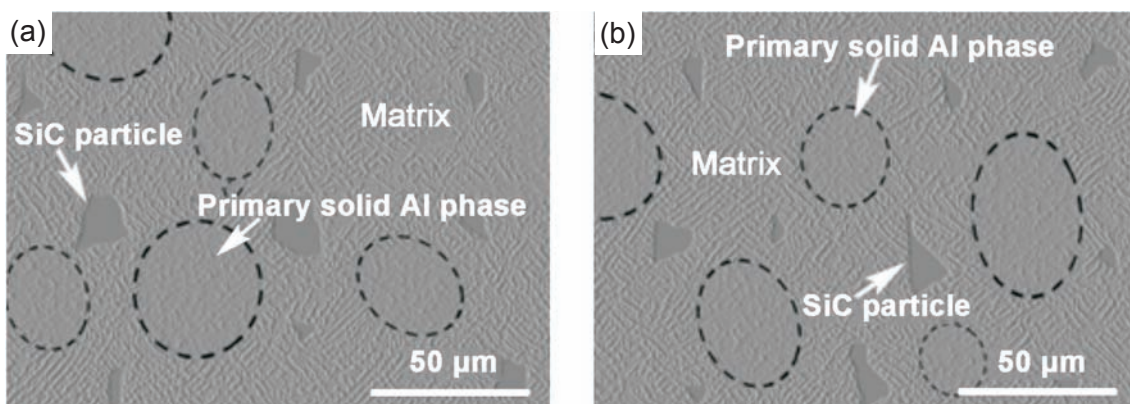 (a)
Matrix
SiC particle
Primary solid Al phase
50 µm
(b)
Primary solid Al phase
Matrix
SiC particle
50 µm